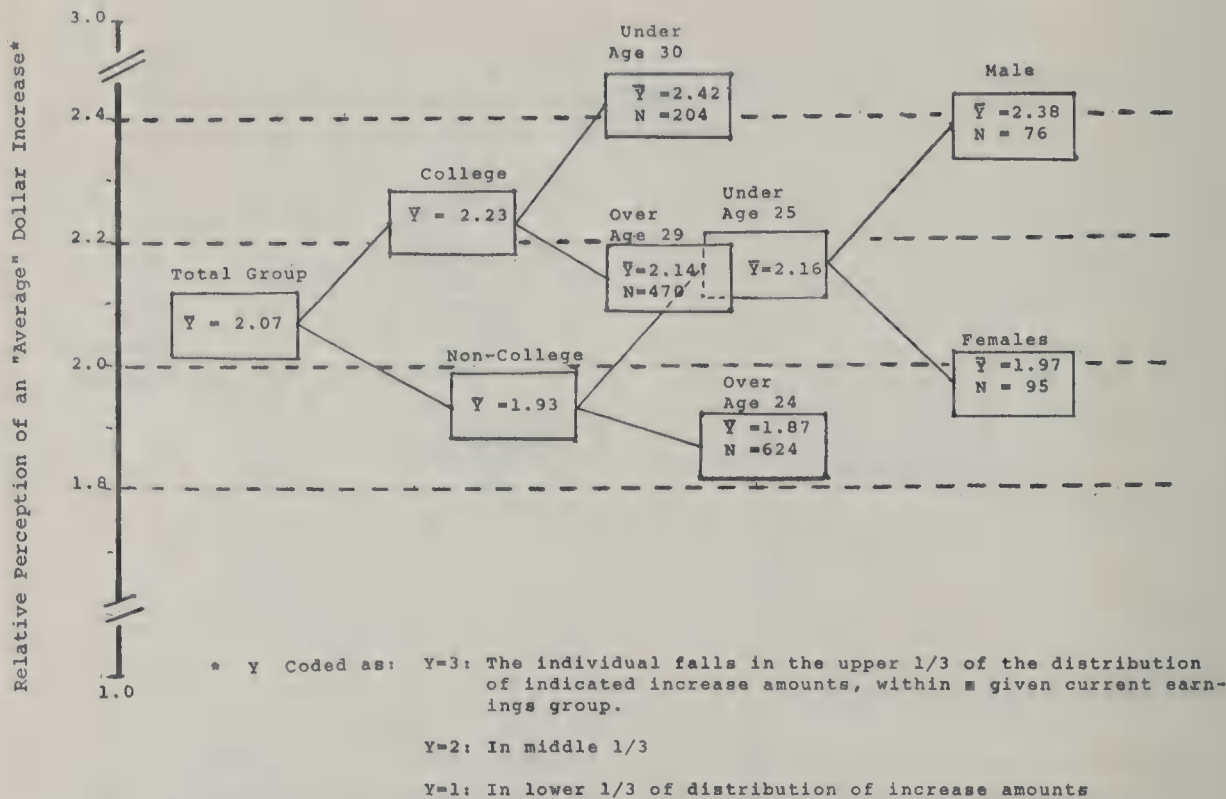 Relative Perception of an "Average" Dollar Increase*
3.0
2.4
2.2
2.0
1.8
1.0
Total Group
Ȳ = 2.07
College
Ȳ = 2.23
Non-College
Ȳ =1.93
Under
Age 30
Ȳ =2.42
N =204
Over
Age 29
Ȳ=2.14
N=470
Under
Age 25
Ȳ=2.16
Over
Age 24
Ȳ =1.87
N =624
Male
Ȳ =2.38
N = 76
Females
Ȳ =1.97
N = 95
* Y Coded as: Y=3: The individual falls in the upper 1/3 of the distribution
of indicated increase amounts, within given current earn-
ings group.
Y=2: In middle 1/3
Y=1: In lower 1/3 of distribution of increase amounts